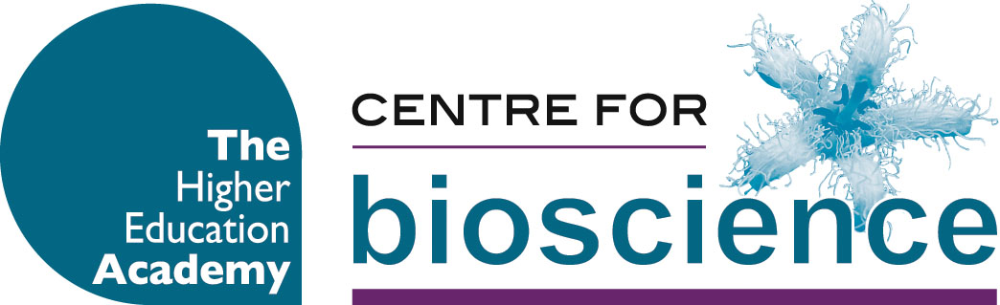 The
Higher
Education
Academy
CENTRE FOR
bioscience